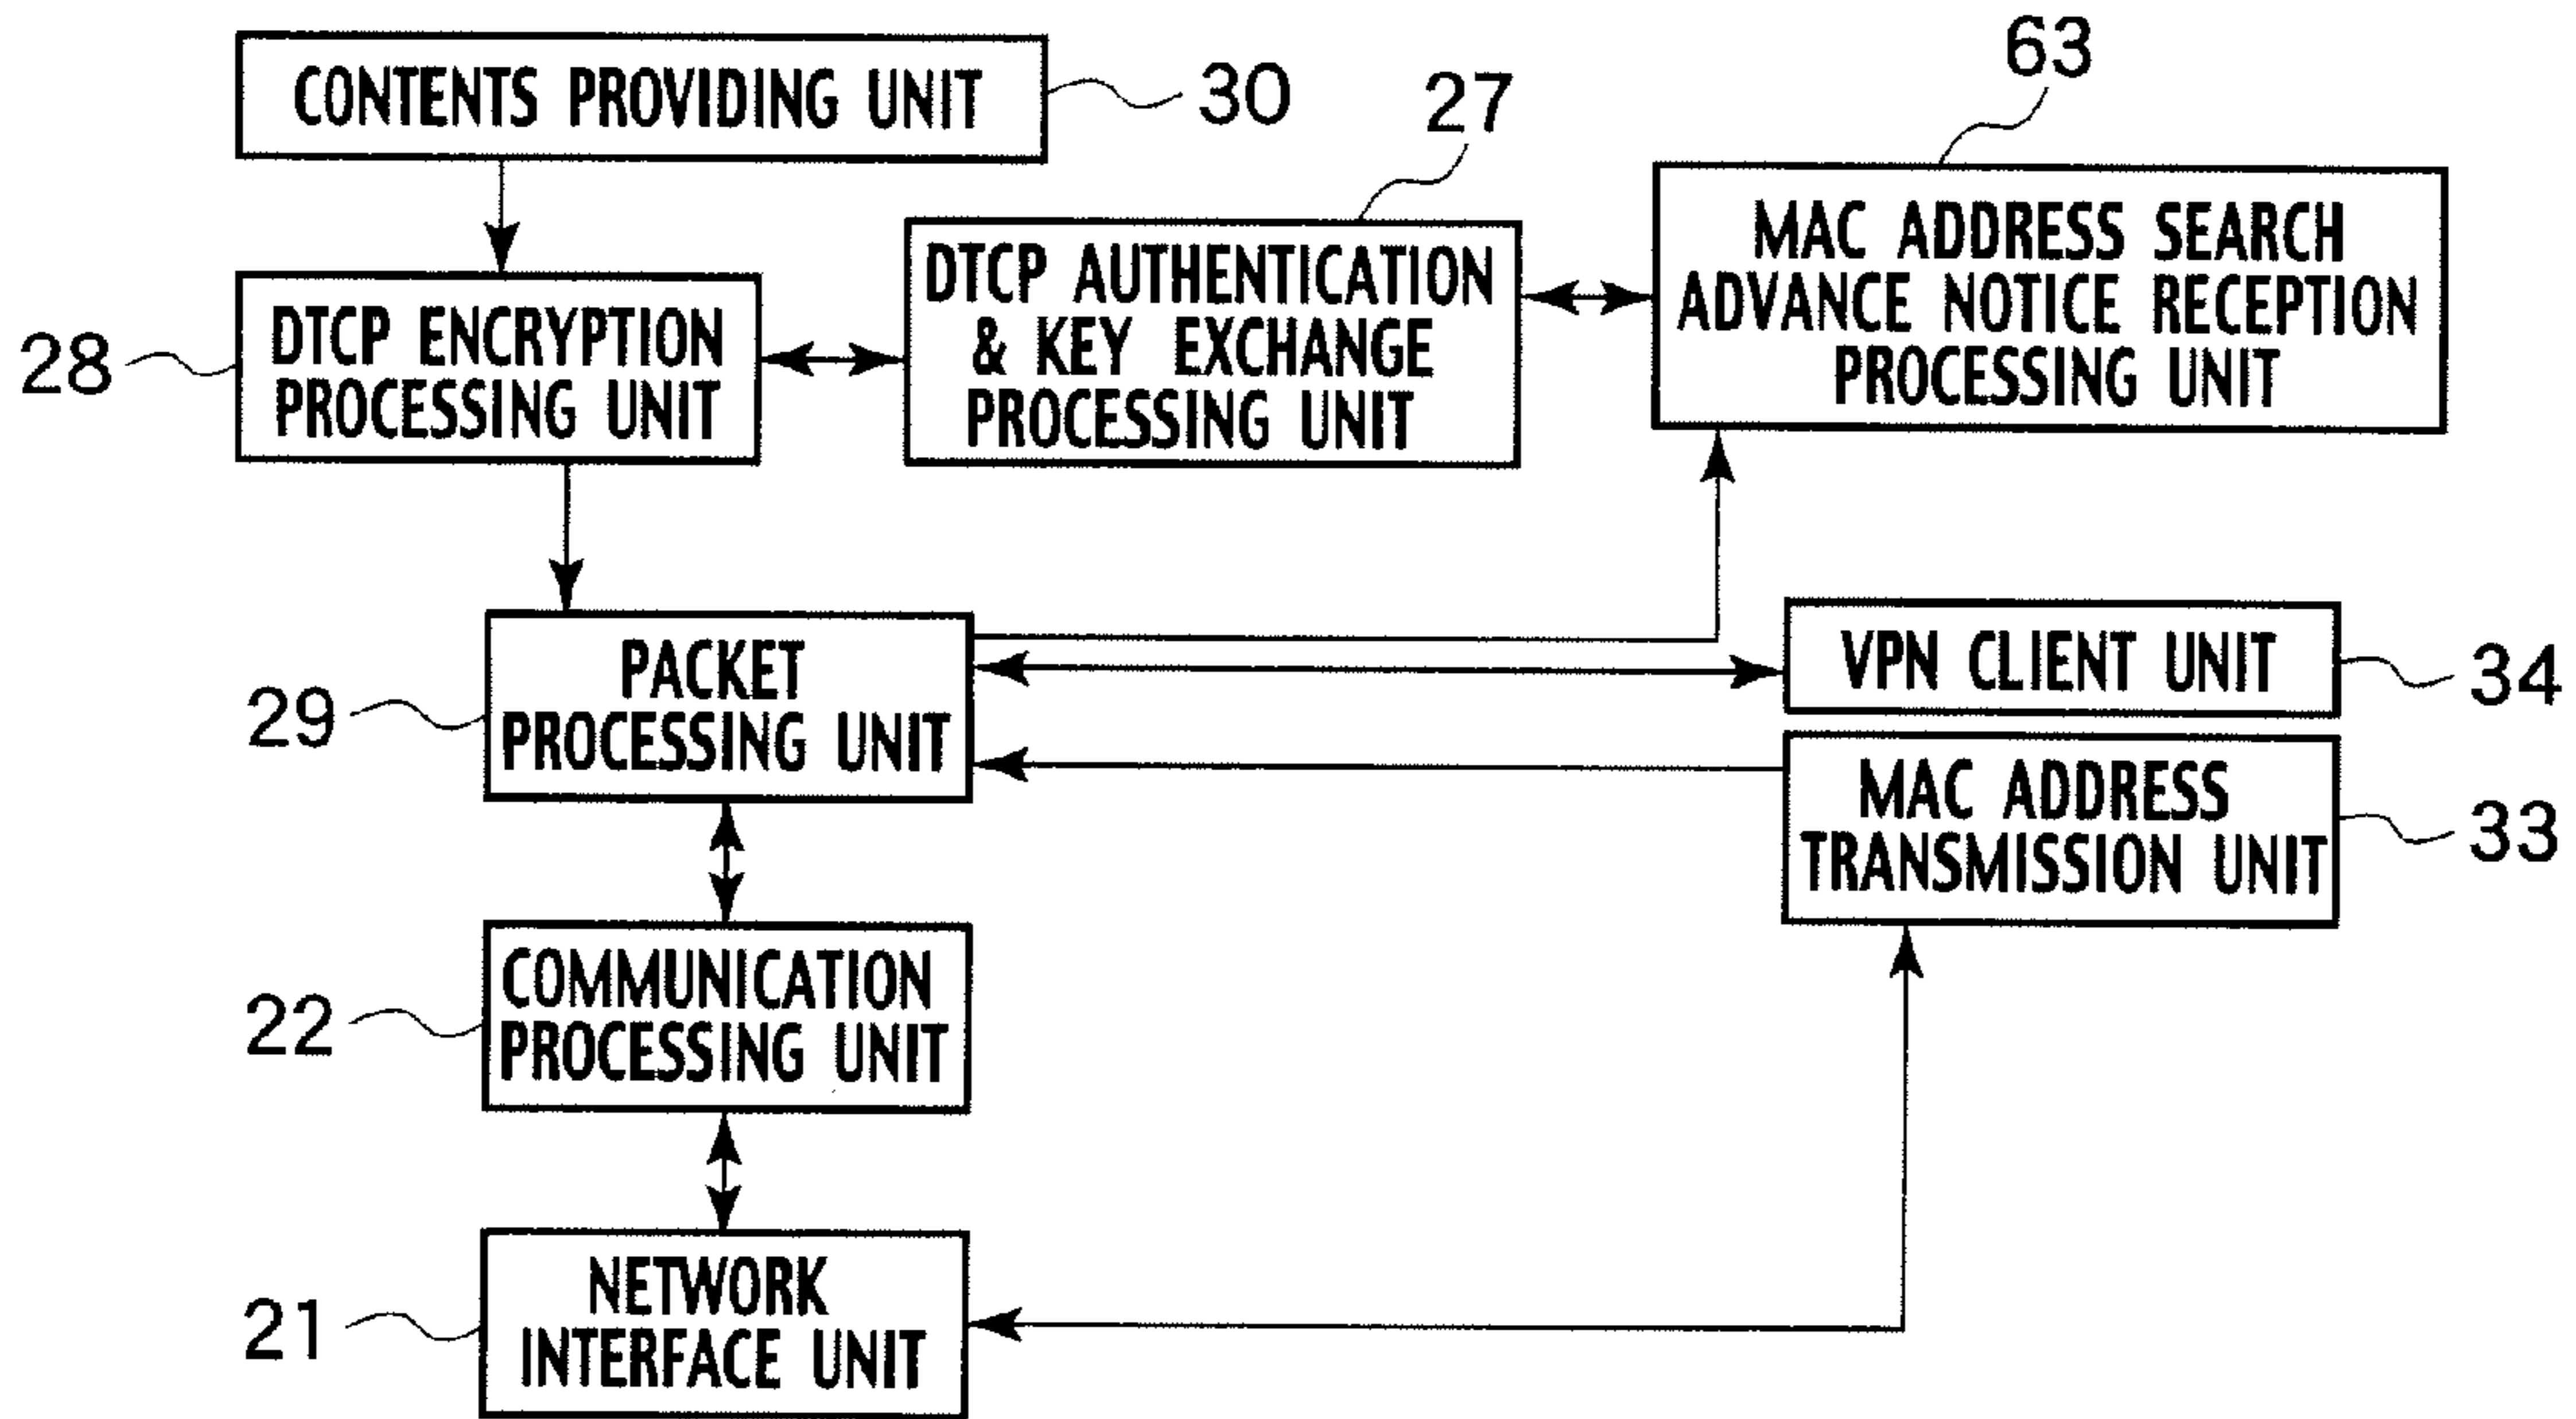 CONTENTS PROVIDING UNIT
30
27
63
28
DTCP ENCRYPTION
PROCESSING UNIT
DTCP AUTHENTICATION
& KEY EXCHANGE
PROCESSING UNIT
MAC ADDRESS SEARCH
ADVANCE NOTICE RECEPTION
PROCESSING UNIT
29
PACKET
PROCESSING UNIT
VPN CLIENT UNIT
34
MAC ADDRESS
TRANSMISSION UNIT
33
22
COMMUNICATION
PROCESSING UNIT
21
NETWORK
INTERFACE UNIT